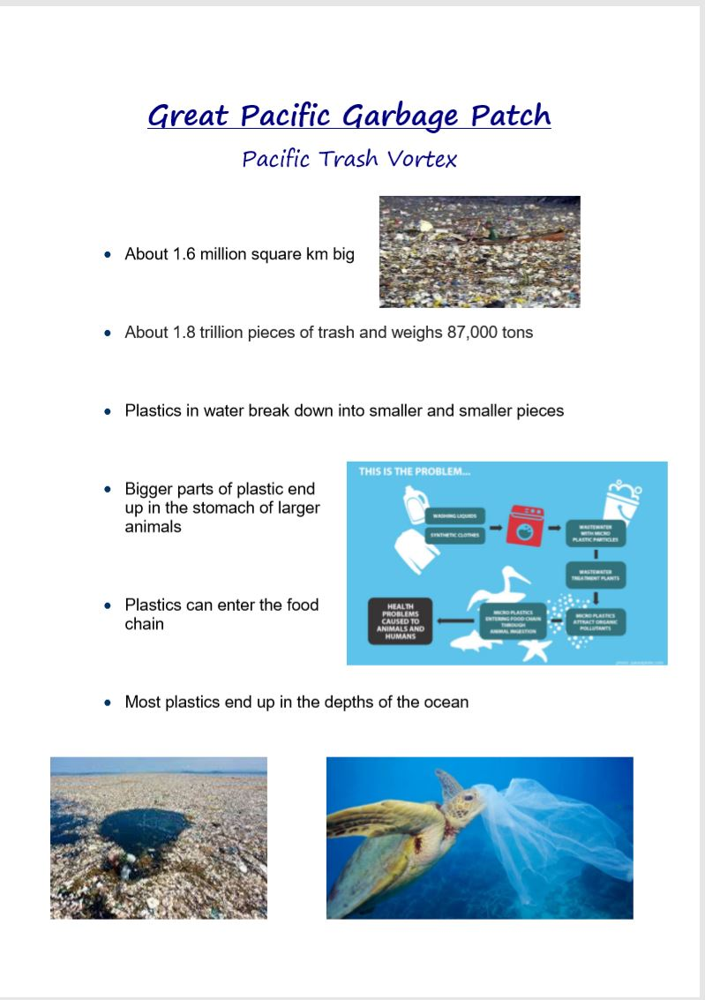 Great Pacific Garbage Patch
Pacific Trash Vortex
• About 1.6 million square km big
• About 1.8 trillion pieces of trash and weighs 87,000 tons
• Plastics in water break down into smaller and smaller pieces
• Bigger parts of plastic end
up in the stomach of larger
animals
• Plastics can enter the food
chain
THIS IS THE PROBLEM...
WASHING LIQUIDS
SYNTHETIC CLOTHES
WASTEWATER
WITH MICRO
PLASTIC PARTICLES
WASTEWATER
TREATMENT PLANTS
MICRO PLASTICS
ATTRACT ORGANIC
POLLUTANTS
MICRO PLASTICS
ENTERING FOOD CHAIN
THROUGH
ANIMAL INGESTION
HEALTH
PROBLEMS
CAUSED TO
ANIMALS AND
HUMANS
• Most plastics end up in the depths of the ocean